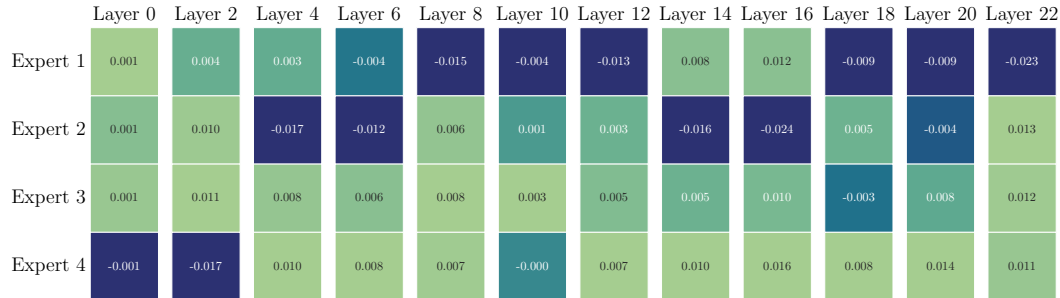 Layer 0 Layer 2 Layer 4 Layer 6 Layer 8 Layer 10 Layer 12 Layer 14 Layer 16 Layer 18 Layer 20 Layer 22
Expert 1 0.001 0.004 0.003 -0.004 -0.015 -0.004 -0.013 0.008 0.012 -0.009 -0.009 -0.023
Expert 2 0.001 0.010 -0.017 -0.012 0.006 0.001 0.003 -0.016 -0.024 0.005 -0.004 0.013
Expert 3 0.001 0.011 0.008 0.006 0.008 0.003 0.005 0.005 0.010 -0.003 0.008 0.012
Expert 4 -0.001 -0.017 0.010 0.008 0.007 -0.000 0.007 0.010 0.016 0.008 0.014 0.011